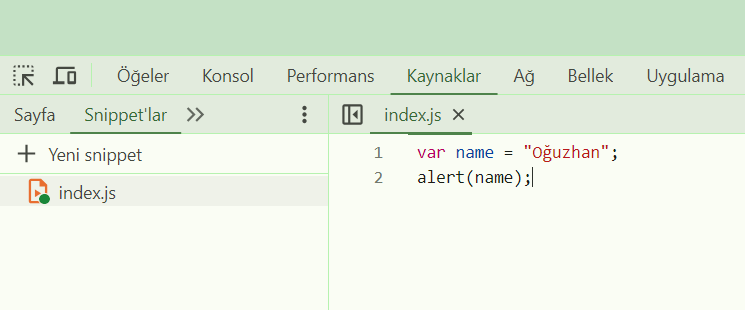 Öğeler Konsol Performans Kaynaklar Ağ Bellek Uygulama
Sayfa Snippet'lar
index.js
Yeni snippet
index.js
1 var name = "Oğuzhan";
2 alert(name);